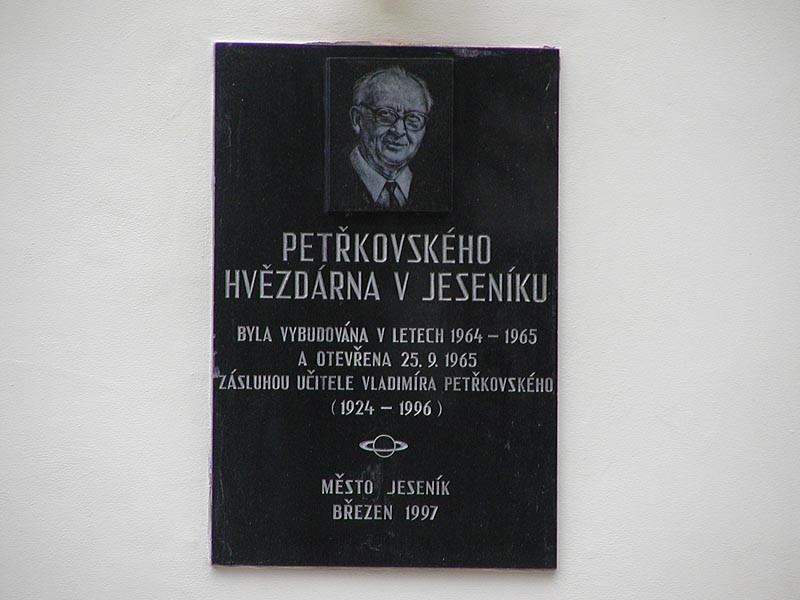 PETŘKOVSKÉHO
HVĚZDÁRNA V JESENÍKU
BYLA VYBUDOVÁNA V LETECH 1964 – 1965
A OTEVŘENA 25. 9. 1965
ZÁSLUHOU UČITELE VLADIMÍRA PETŘKOVSKÉHO
(1924 – 1996)
MĚSTO JESENÍK
BŘEZEN 1997